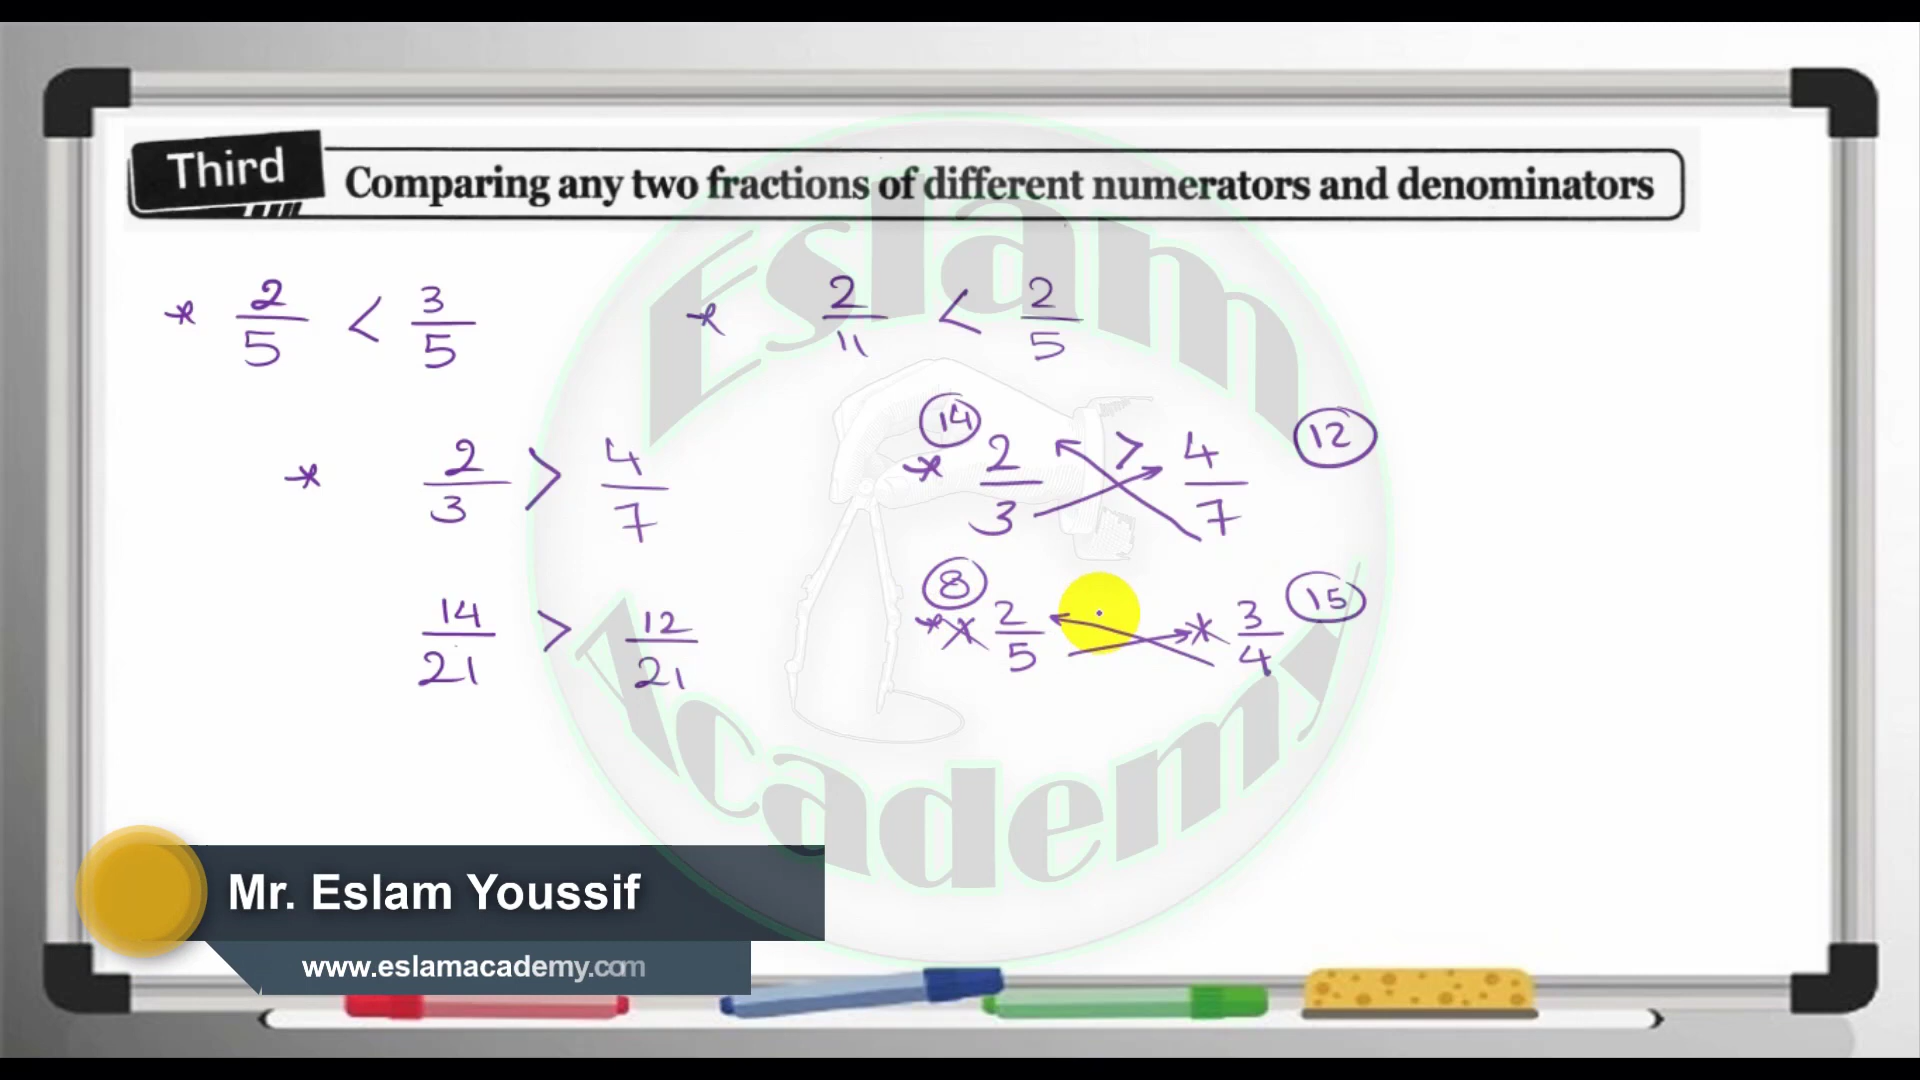 Third
Comparing any two fractions of different numerators and denominators
* 2/5 < 3/5
* 2/11 < 2/5
* 2/3 > 4/7
14 * 2/3 > 4/7 12
14/21 > 12/21
8 * * 2/5 * 3/4 15
Eslam
Academy
Mr. Eslam Youssif
www.eslamacademy.com